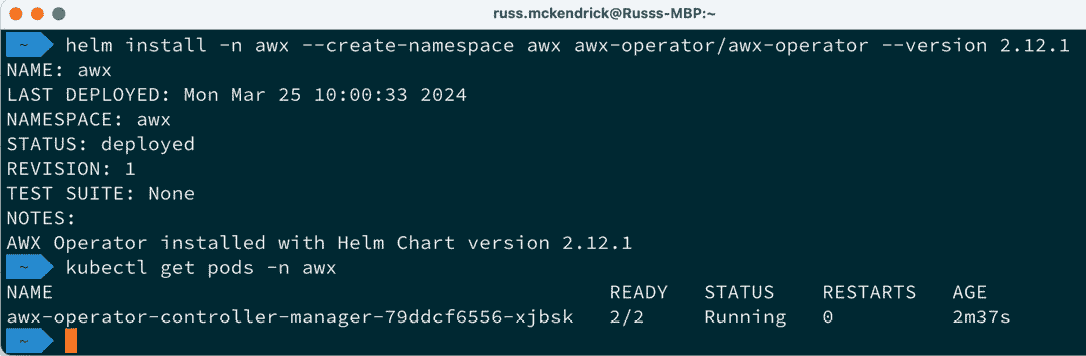 russ.mckendrick@Russs-MBP:~
~ helm install -n awx --create-namespace awx awx-operator/awx-operator --version 2.12.1
NAME: awx
LAST DEPLOYED: Mon Mar 25 10:00:33 2024
NAMESPACE: awx
STATUS: deployed
REVISION: 1
TEST SUITE: None
NOTES:
AWX Operator installed with Helm Chart version 2.12.1
~ kubectl get pods -n awx
NAME READY STATUS RESTARTS AGE
awx-operator-controller-manager-79ddcf6556-xjbsk 2/2 Running 0 2m37s
~